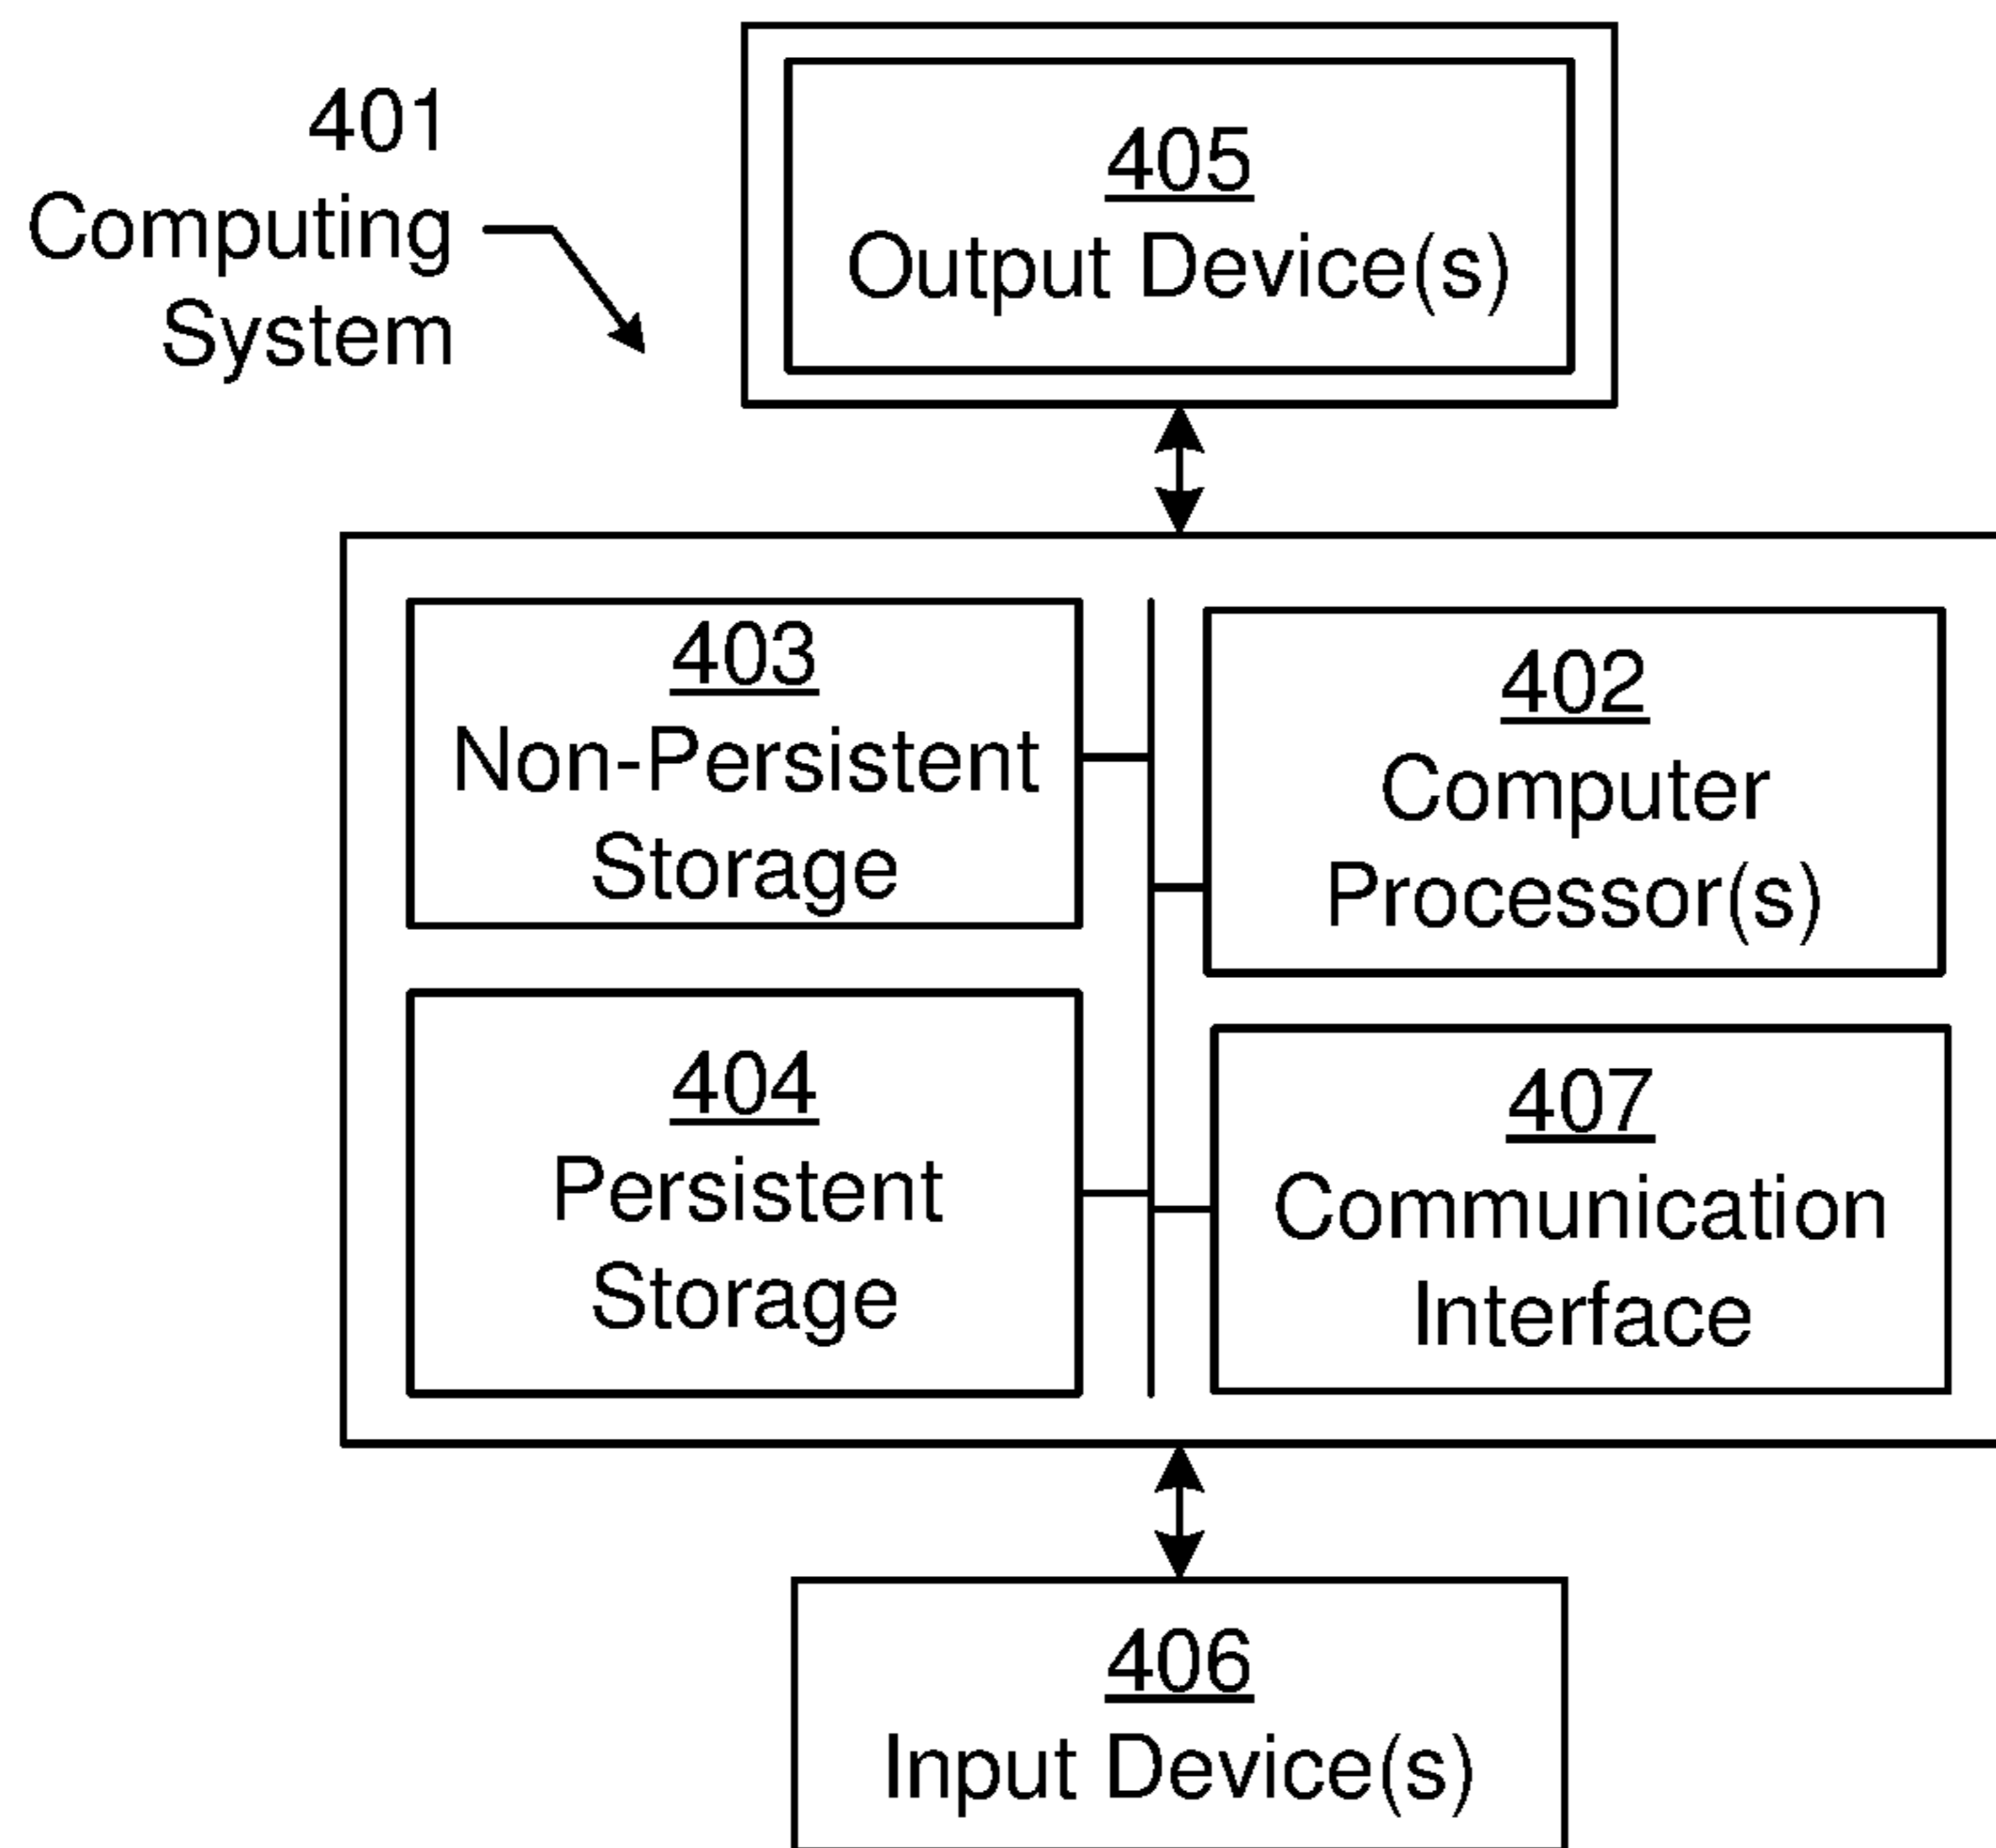 401
Computing
System
405
Output Device(s)
403
Non-Persistent
Storage
402
Computer
Processor(s)
404
Persistent
Storage
407
Communication
Interface
406
Input Device(s)